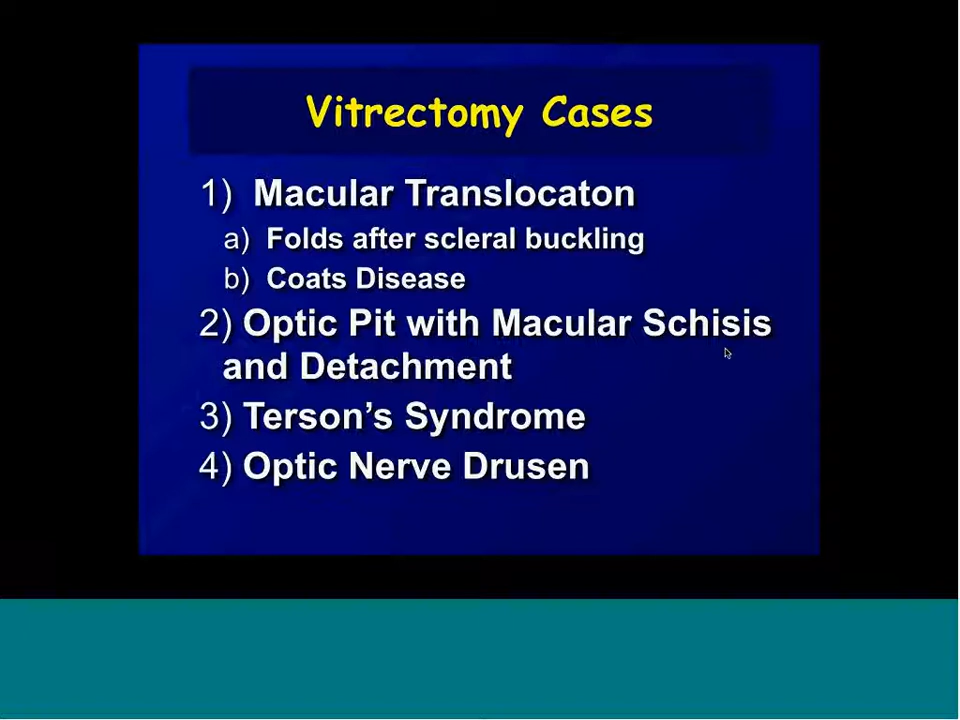 Vitrectomy Cases
1) Macular Translocaton
a) Folds after scleral buckling
b) Coats Disease
2) Optic Pit with Macular Schisis
and Detachment
3) Terson’s Syndrome
4) Optic Nerve Drusen